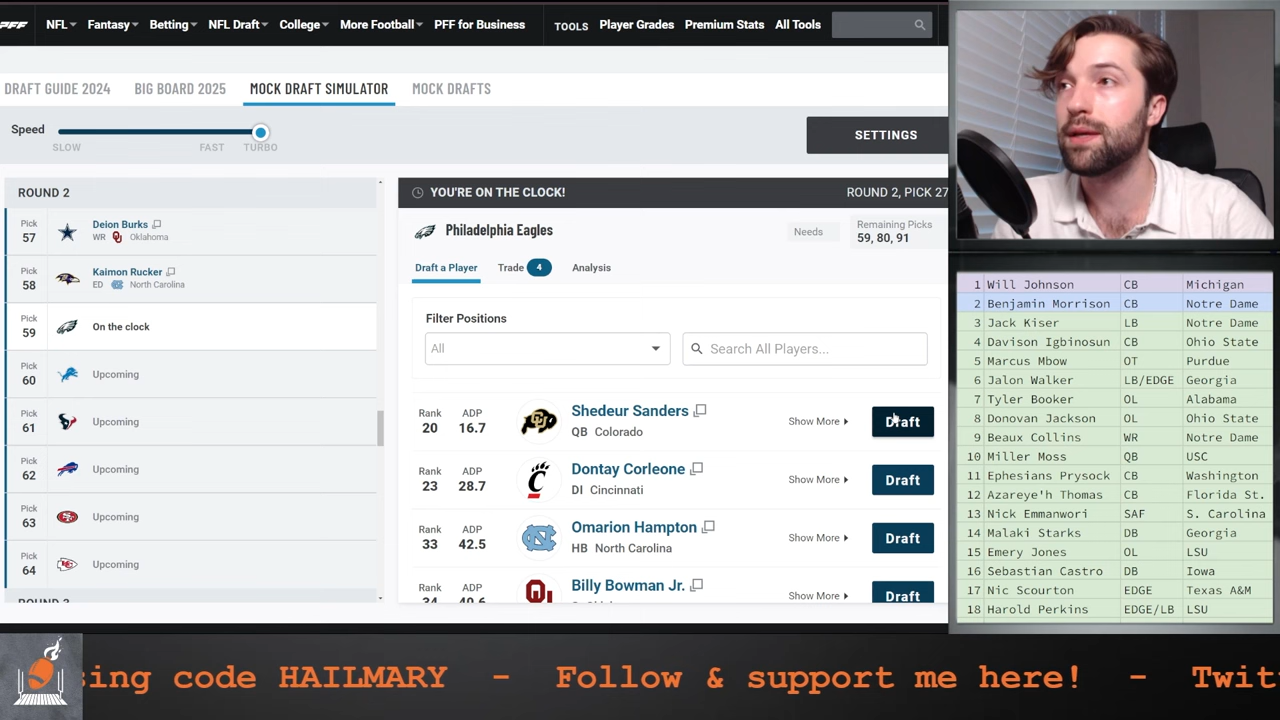 PFF
NFL
Fantasy
Betting
NFL Draft
College
More Football
PFF for Business
TOOLS
Player Grades
Premium Stats
All Tools
DRAFT GUIDE 2024
BIG BOARD 2025
MOCK DRAFT SIMULATOR
MOCK DRAFTS
Speed
SLOW
FAST
TURBO
SETTINGS
ROUND 2
Pick
57
Deion Burks
WR Oklahoma
Pick
58
Kaimon Rucker
ED North Carolina
Pick
59
On the clock
Pick
60
Upcoming
Pick
61
Upcoming
Pick
62
Upcoming
Pick
63
Upcoming
Pick
64
Upcoming
YOU'RE ON THE CLOCK!
ROUND 2, PICK 27
Philadelphia Eagles
Needs
Remaining Picks
59, 80, 91
Draft a Player
Trade 4
Analysis
Filter Positions
All
Search All Players...
Rank
20
ADP
16.7
Shedeur Sanders
QB Colorado
Show More
Draft
Rank
23
ADP
28.7
Dontay Corleone
DI Cincinnati
Show More
Draft
Rank
33
ADP
42.5
Omarion Hampton
HB North Carolina
Show More
Draft
Rank
34
ADP
40.6
Billy Bowman Jr.
Show More
Draft
1 Will Johnson CB Michigan
2 Benjamin Morrison CB Notre Dame
3 Jack Kiser LB Notre Dame
4 Davison Igbinosun CB Ohio State
5 Marcus Mbow OT Purdue
6 Jalon Walker LB/EDGE Georgia
7 Tyler Booker OL Alabama
8 Donovan Jackson OL Ohio State
9 Beaux Collins WR Notre Dame
10 Miller Moss QB USC
11 Ephesians Prysock CB Washington
12 Azareye'h Thomas CB Florida St.
13 Nick Emmanwori SAF S. Carolina
14 Malaki Starks DB Georgia
15 Emery Jones OL LSU
16 Sebastian Castro DB Iowa
17 Nic Scourton EDGE Texas A&M
18 Harold Perkins EDGE/LB LSU
sing code HAILMARY - Follow & support me here! - Twit